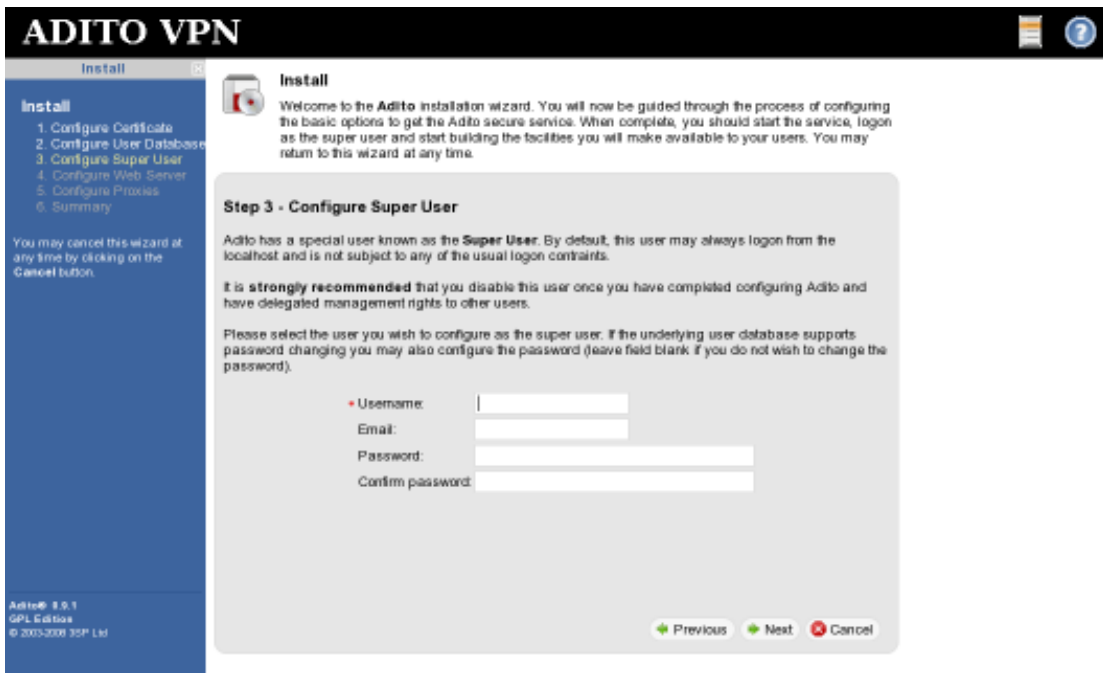 ADITO VPN
Install
Install
1. Configure Certificate
2. Configure User Database
3. Configure Super User
4. Configure Web Server
5. Configure Proxies
6. Summary
You may cancel this wizard at
any time by clicking on the
Cancel button.
Adito® 0.9.1
GPL Edition
© 2003-2008 3SP Ltd
Install
Welcome to the Adito installation wizard. You will now be guided through the process of configuring
the basic options to get the Adito secure service. When complete, you should start the service, logon
as the super user and start building the facilities you will make available to your users. You may
return to this wizard at any time.
Step 3 - Configure Super User
Adito has a special user known as the Super User. By default, this user may always logon from the
localhost and is not subject to any of the usual logon contraints.
It is strongly recommended that you disable this user once you have completed configuring Adito and
have delegated management rights to other users.
Please select the user you wish to configure as the super user. If the underlying user database supports
password changing you may also configure the password (leave field blank if you do not wish to change the
password).
* Username:
Email:
Password:
Confirm password:
Previous Next Cancel